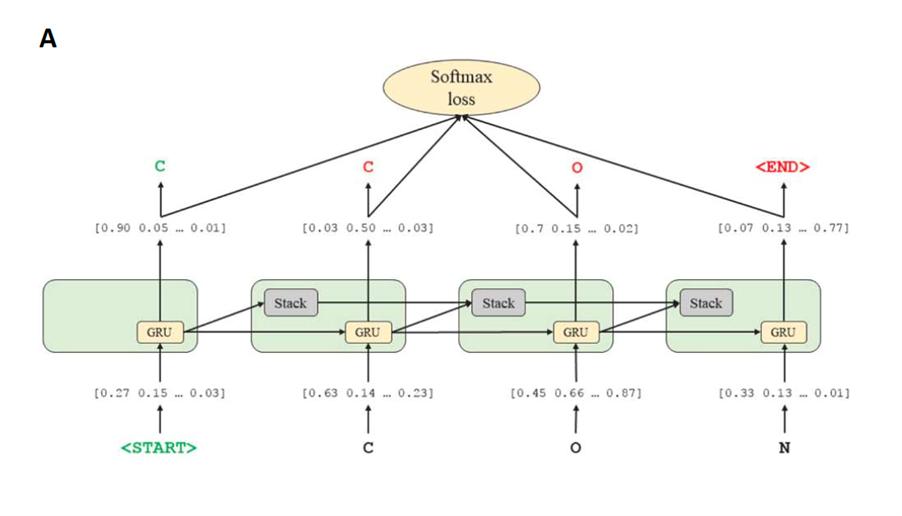 A
Softmax
loss
C C O <END>
[0.90 0.05 … 0.01] [0.03 0.50 … 0.03] [0.7 0.15 … 0.02] [0.07 0.13 … 0.77]
Stack Stack Stack
GRU GRU GRU GRU
[0.27 0.15 … 0.03] [0.63 0.14 … 0.23] [0.45 0.66 … 0.87] [0.33 0.13 … 0.01]
<START> C O N